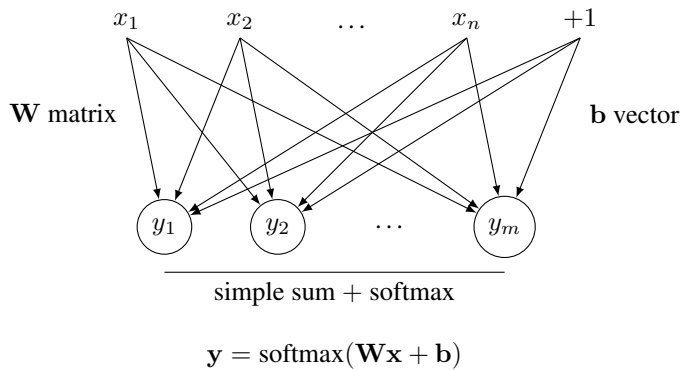 x₁ x₂ … xₙ +1
W matrix b vector
y₁ y₂ … yₘ
simple sum + softmax
y = softmax(Wx + b)